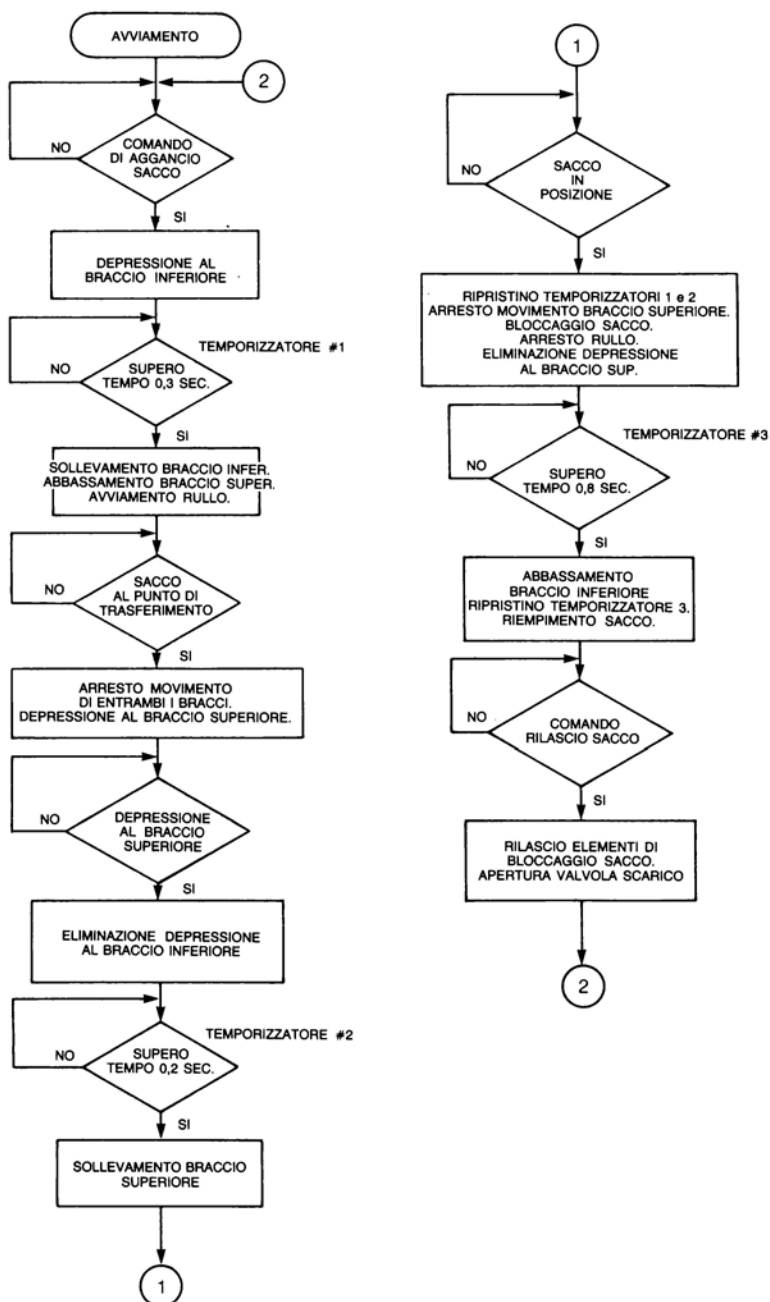 AVVIAMENTO
2
COMANDO
DI AGGANCIO
SACCO
NO
SI
DEPRESSIONE AL
BRACCIO INFERIORE
TEMPORIZZATORE #1
SUPERO
TEMPO 0,3 SEC.
NO
SI
SOLLEVAMENTO BRACCIO INFER.
ABBASSAMENTO BRACCIO SUPER.
AVVIAMENTO RULLO.
SACCO
AL PUNTO DI
TRASFERIMENTO
NO
SI
ARRESTO MOVIMENTO
DI ENTRAMBI I BRACCI.
DEPRESSIONE AL BRACCIO SUPERIORE.
DEPRESSIONE
AL BRACCIO
SUPERIORE
NO
SI
ELIMINAZIONE DEPRESSIONE
AL BRACCIO INFERIORE
TEMPORIZZATORE #2
SUPERO
TEMPO 0,2 SEC.
NO
SI
SOLLEVAMENTO BRACCIO
SUPERIORE
1
1
SACCO
IN
POSIZIONE
NO
SI
RIPRISTINO TEMPORIZZATORI 1 e 2
ARRESTO MOVIMENTO BRACCIO SUPERIORE.
BLOCCAGGIO SACCO.
ARRESTO RULLO.
ELIMINAZIONE DEPRESSIONE
AL BRACCIO SUP.
TEMPORIZZATORE #3
SUPERO
TEMPO 0,8 SEC.
NO
SI
ABBASSAMENTO
BRACCIO INFERIORE
RIPRISTINO TEMPORIZZATORE 3.
RIEMPIMENTO SACCO.
COMANDO
RILASCIO SACCO
NO
SI
RILASCIO ELEMENTI DI
BLOCCAGGIO SACCO.
APERTURA VALVOLA SCARICO
2